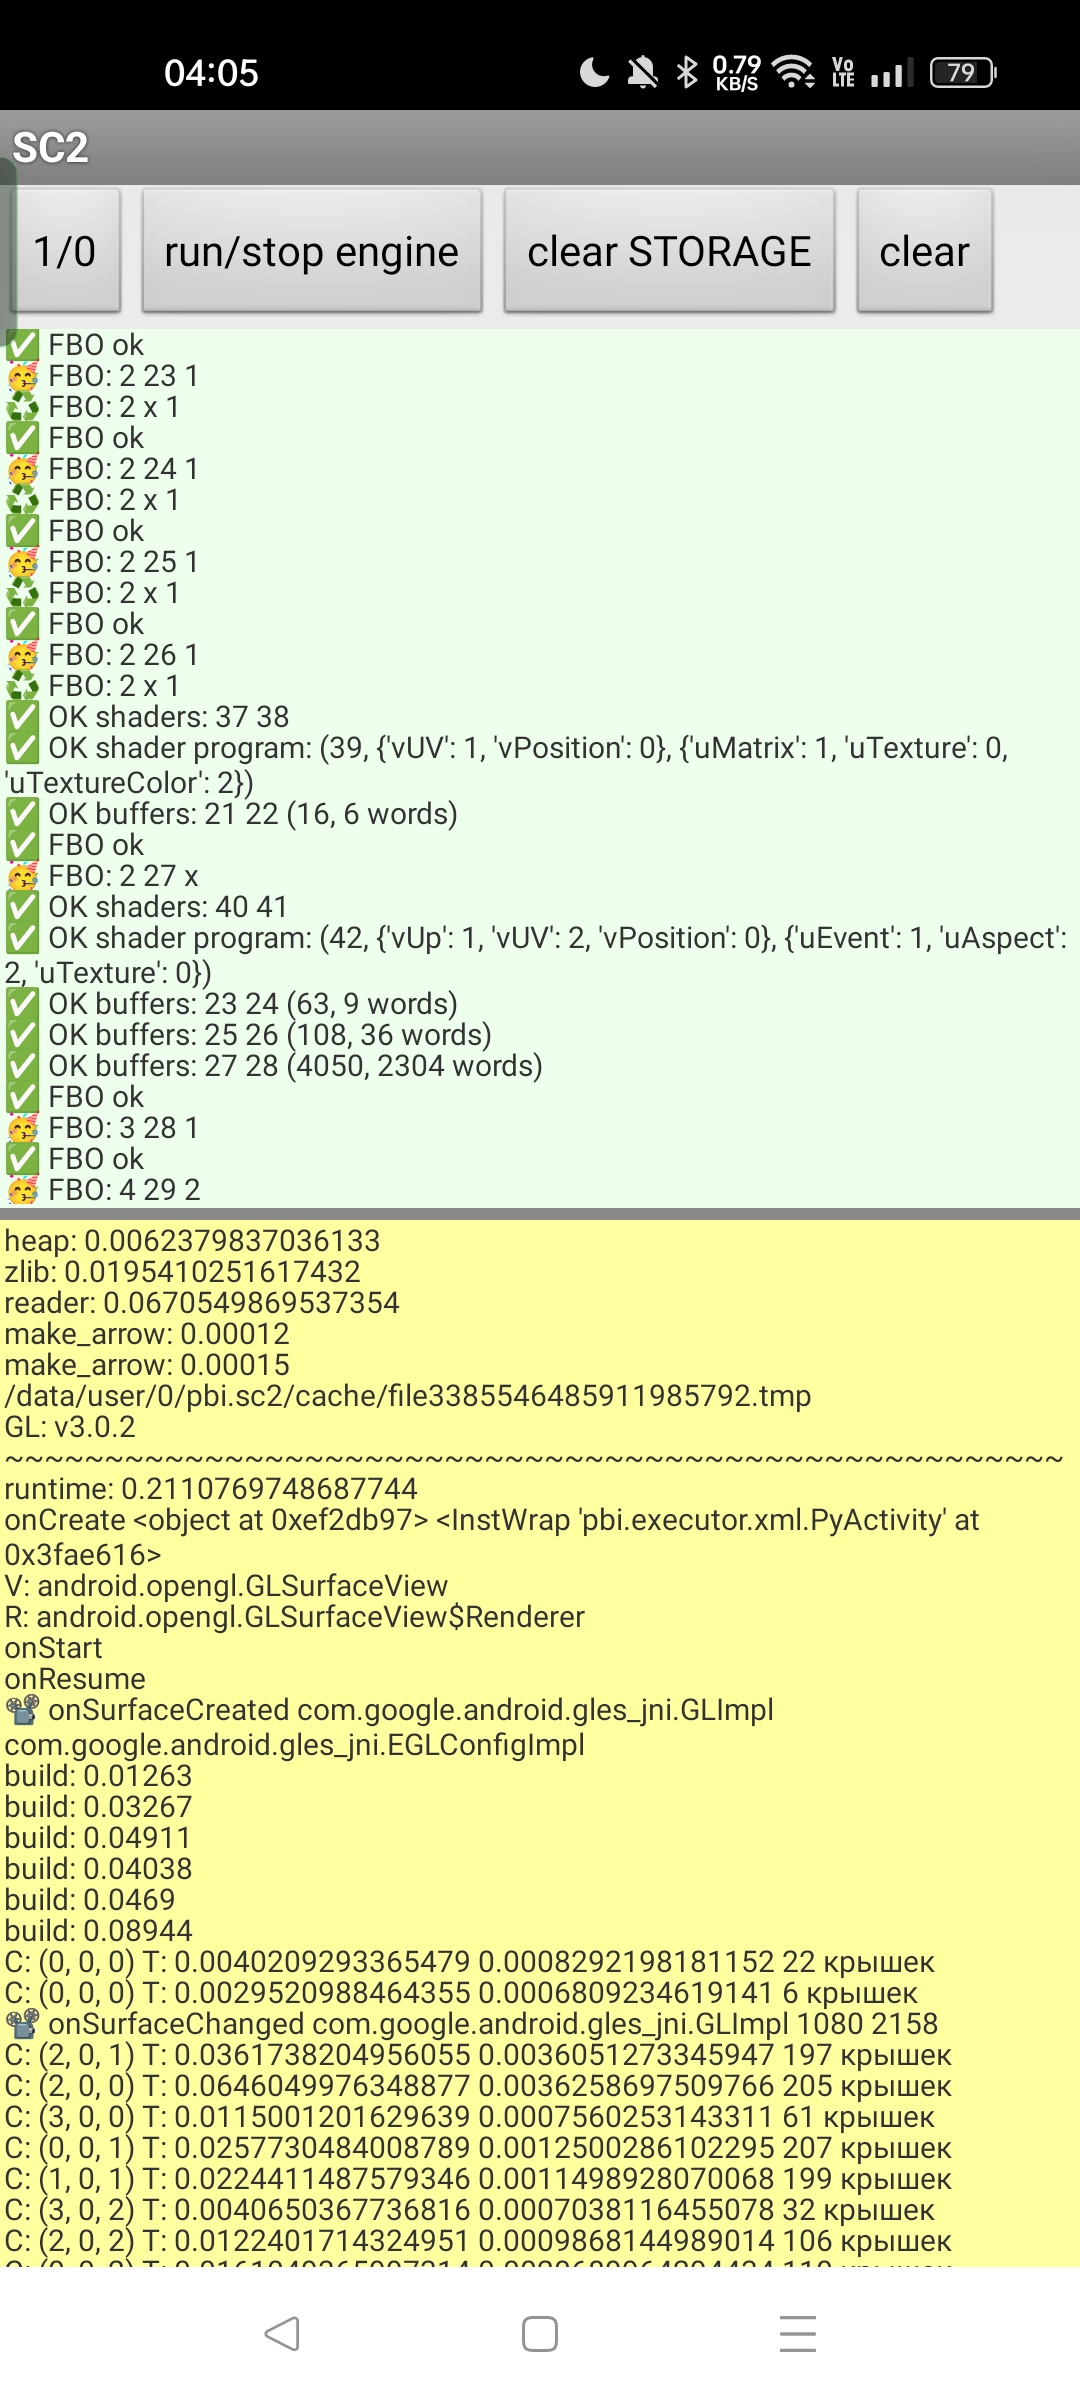 04:05
0.79 KB/S
Vo LTE
79
SC2
1/0
run/stop engine
clear STORAGE
clear
✅ FBO ok
🥳 FBO: 2 23 1
♻ FBO: 2 x 1
✅ FBO ok
🥳 FBO: 2 24 1
♻ FBO: 2 x 1
✅ FBO ok
🥳 FBO: 2 25 1
♻ FBO: 2 x 1
✅ FBO ok
🥳 FBO: 2 26 1
♻ FBO: 2 x 1
✅ OK shaders: 37 38
✅ OK shader program: (39, {'vUV': 1, 'vPosition': 0}, {'uMatrix': 1, 'uTexture': 0,
'uTextureColor': 2})
✅ OK buffers: 21 22 (16, 6 words)
✅ FBO ok
🥳 FBO: 2 27 x
✅ OK shaders: 40 41
✅ OK shader program: (42, {'vUp': 1, 'vUV': 2, 'vPosition': 0}, {'uEvent': 1, 'uAspect':
2, 'uTexture': 0})
✅ OK buffers: 23 24 (63, 9 words)
✅ OK buffers: 25 26 (108, 36 words)
✅ OK buffers: 27 28 (4050, 2304 words)
✅ FBO ok
🥳 FBO: 3 28 1
✅ FBO ok
🥳 FBO: 4 29 2
heap: 0.0062379837036133
zlib: 0.0195410251617432
reader: 0.0670549869537354
make_arrow: 0.00012
make_arrow: 0.00015
/data/user/0/pbi.sc2/cache/file3385546485911985792.tmp
GL: v3.0.2
~~~~~~~~~~~~~~~~~~~~~~~~~~~~~~~~~~~~~~~~~~~~~~~~~~~~~
runtime: 0.2110769748687744
onCreate <object at 0xef2db97> <InstWrap 'pbi.executor.xml.PyActivity' at
0x3fae616>
V: android.opengl.GLSurfaceView
R: android.opengl.GLSurfaceView$Renderer
onStart
onResume
📽 onSurfaceCreated com.google.android.gles_jni.GLImpl
com.google.android.gles_jni.EGLConfigImpl
build: 0.01263
build: 0.03267
build: 0.04911
build: 0.04038
build: 0.0469
build: 0.08944
C: (0, 0, 0) T: 0.0040209293365479 0.0008292198181152 22 крышек
C: (0, 0, 0) T: 0.0029520988464355 0.0006809234619141 6 крышек
📽 onSurfaceChanged com.google.android.gles_jni.GLImpl 1080 2158
C: (2, 0, 1) T: 0.0361738204956055 0.0036051273345947 197 крышек
C: (2, 0, 0) T: 0.0646049976348877 0.0036258697509766 205 крышек
C: (3, 0, 0) T: 0.0115001201629639 0.0007560253143311 61 крышек
C: (0, 0, 1) T: 0.0257730484008789 0.0012500286102295 207 крышек
C: (1, 0, 1) T: 0.0224411487579346 0.0011498928070068 199 крышек
C: (3, 0, 2) T: 0.0040650367736816 0.0007038116455078 32 крышек
C: (2, 0, 2) T: 0.0122401714324951 0.0009868144989014 106 крышек